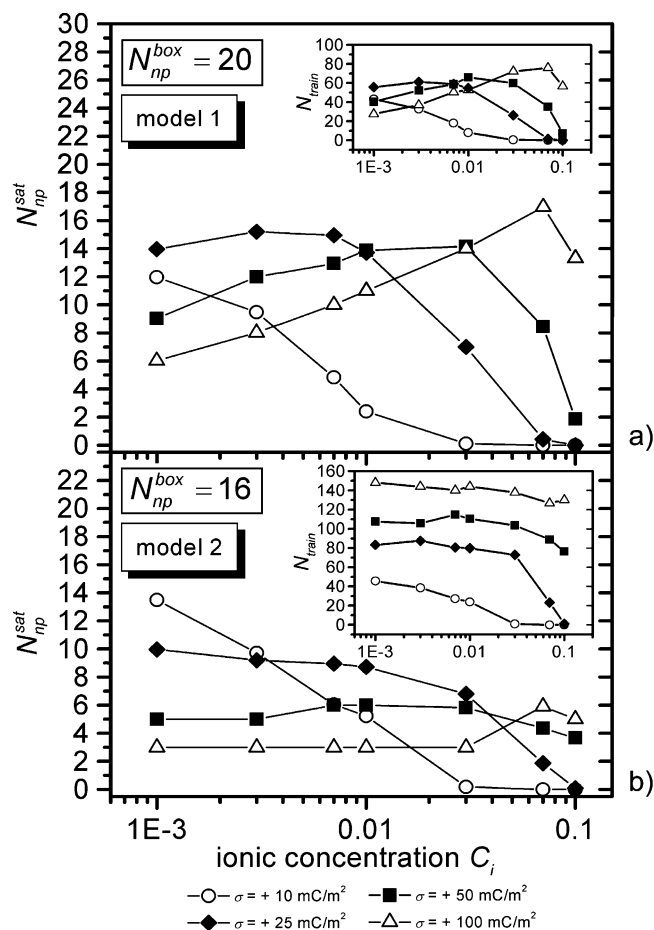 30
28
26
24
22
20
18
16
14
12
10
8
6
4
2
0
N_np^sat
N_np^box = 20
model 1
100
80
60
40
20
0
N_train
1E-3 0.01 0.1
a)
22
20
18
16
14
12
10
8
6
4
2
0
N_np^sat
N_np^box = 16
model 2
160
140
120
100
80
60
40
20
0
N_train
1E-3 0.01 0.1
b)
1E-3 0.01 0.1
ionic concentration C_i
σ = + 10 mC/m² σ = + 50 mC/m²
σ = + 25 mC/m² σ = + 100 mC/m²